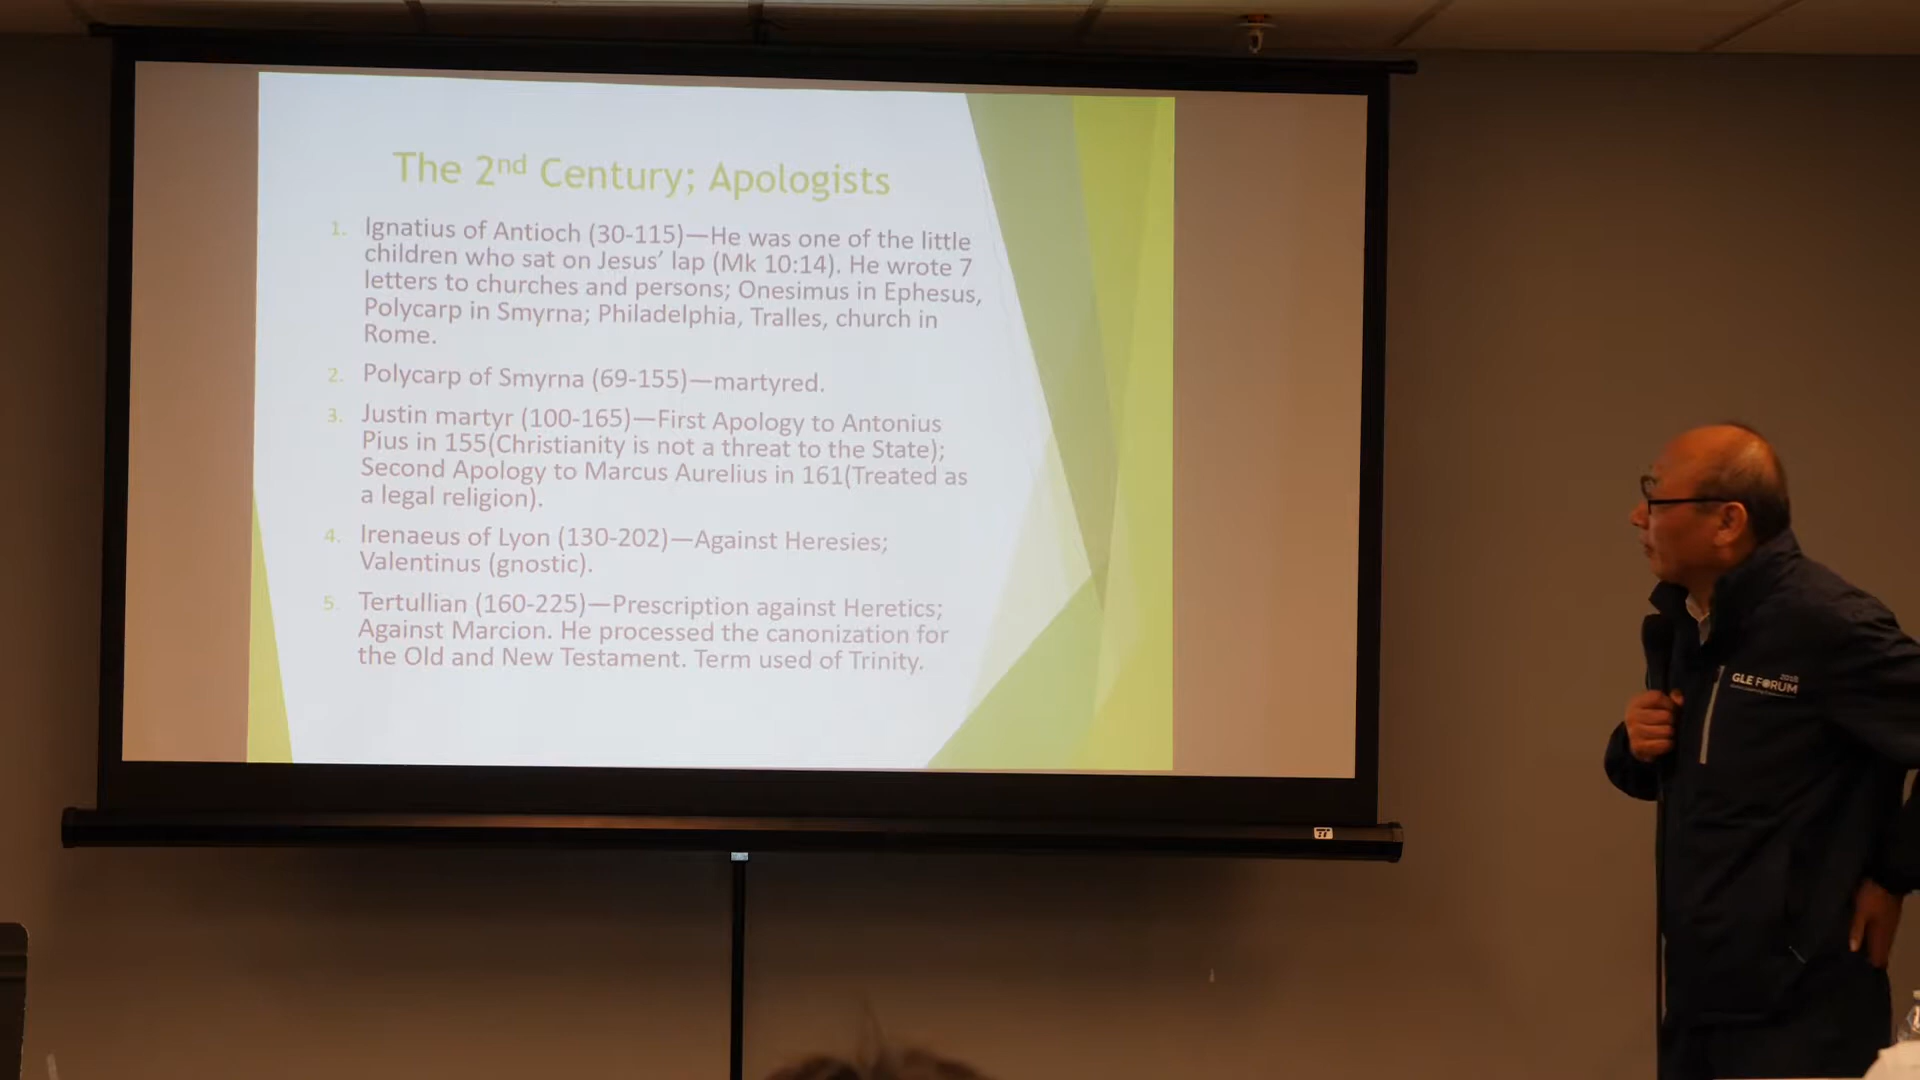 The 2nd Century; Apologists
1. Ignatius of Antioch (30-115)—He was one of the little
children who sat on Jesus’ lap (Mk 10:14). He wrote 7
letters to churches and persons; Onesimus in Ephesus,
Polycarp in Smyrna; Philadelphia, Tralles, church in
Rome.
2. Polycarp of Smyrna (69-155)—martyred.
3. Justin martyr (100-165)—First Apology to Antonius
Pius in 155(Christianity is not a threat to the State);
Second Apology to Marcus Aurelius in 161(Treated as
a legal religion).
4. Irenaeus of Lyon (130-202)—Against Heresies;
Valentinus (gnostic).
5. Tertullian (160-225)—Prescription against Heretics;
Against Marcion. He processed the canonization for
the Old and New Testament. Term used of Trinity.
GLE FORUM